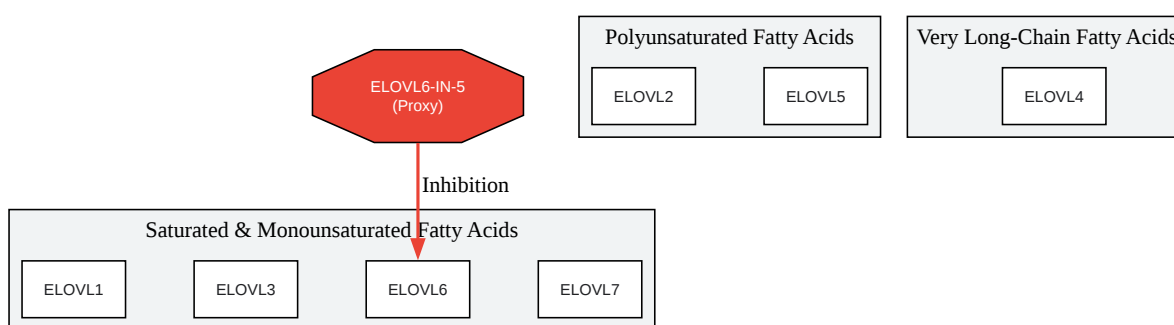 Polyunsaturated Fatty Acids
Very Long-Chain Fatty Acids
ELOVL6-IN-5
(Proxy)
ELOVL2
ELOVL5
ELOVL4
Inhibition
Saturated & Monounsaturated Fatty Acids
ELOVL1
ELOVL3
ELOVL6
ELOVL7